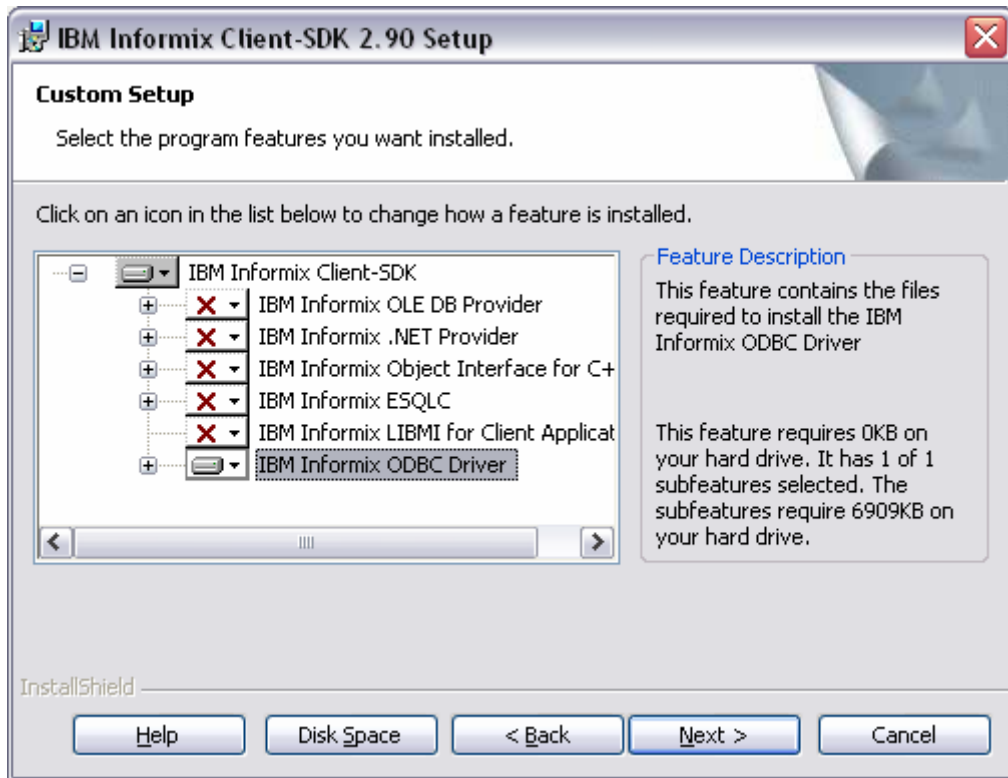 IBM Informix Client-SDK 2.90 Setup
Custom Setup
Select the program features you want installed.
Click on an icon in the list below to change how a feature is installed.
IBM Informix Client-SDK
IBM Informix OLE DB Provider
IBM Informix .NET Provider
IBM Informix Object Interface for C+
IBM Informix ESQLC
IBM Informix LIBMI for Client Applicat
IBM Informix ODBC Driver
Feature Description
This feature contains the files
required to install the IBM
Informix ODBC Driver
This feature requires 0KB on
your hard drive. It has 1 of 1
subfeatures selected. The
subfeatures require 6909KB on
your hard drive.
InstallShield
Help
Disk Space
< Back
Next >
Cancel